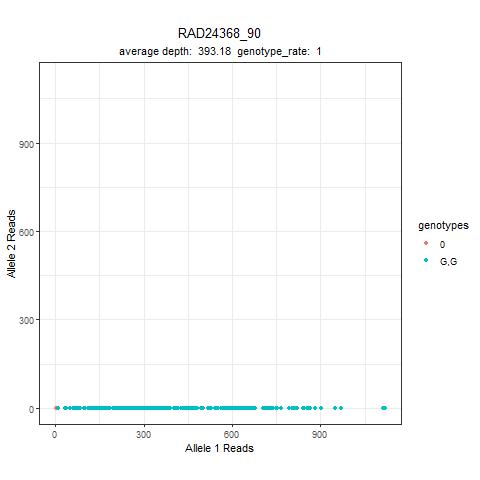 RAD24368_90
average depth:  393.18  genotype_rate:  1
900
600
300
0
Allele 2 Reads
0
300
600
900
Allele 1 Reads
genotypes
0
G,G